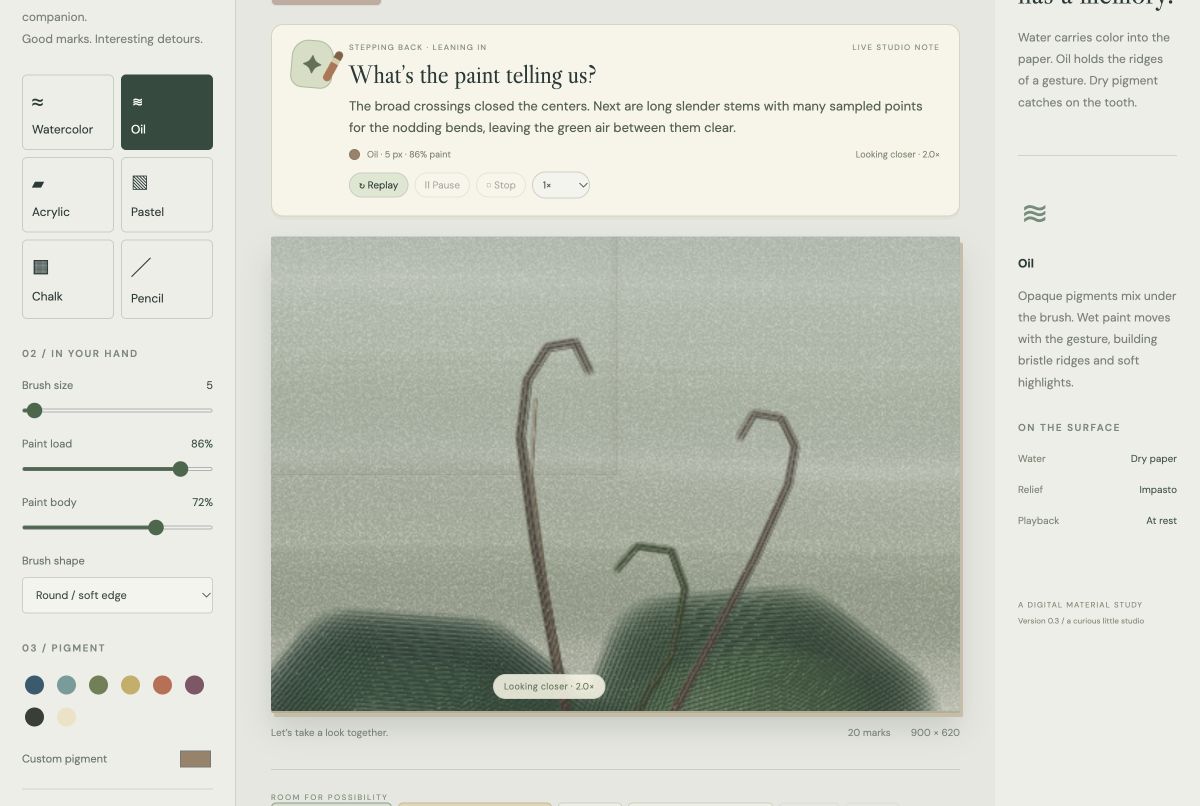 companion.
Good marks. Interesting detours.
Watercolor
Oil
Acrylic
Pastel
Chalk
Pencil
02 / IN YOUR HAND
Brush size 5
Paint load 86%
Paint body 72%
Brush shape
Round / soft edge
03 / PIGMENT
Custom pigment
STEPPING BACK · LEANING IN
LIVE STUDIO NOTE
What's the paint telling us?
The broad crossings closed the centers. Next are long slender stems with many sampled points
for the nodding bends, leaving the green air between them clear.
Oil · 5 px · 86% paint
Looking closer · 2.0×
↻ Replay
II Pause
□ Stop
1×
Looking closer · 2.0×
Let's take a look together.
20 marks
900 × 620
ROOM FOR POSSIBILITY
has a memory?
Water carries color into the
paper. Oil holds the ridges
of a gesture. Dry pigment
catches on the tooth.
Oil
Opaque pigments mix under
the brush. Wet paint moves
with the gesture, building
bristle ridges and soft
highlights.
ON THE SURFACE
Water Dry paper
Relief Impasto
Playback At rest
A DIGITAL MATERIAL STUDY
Version 0.3 / a curious little studio